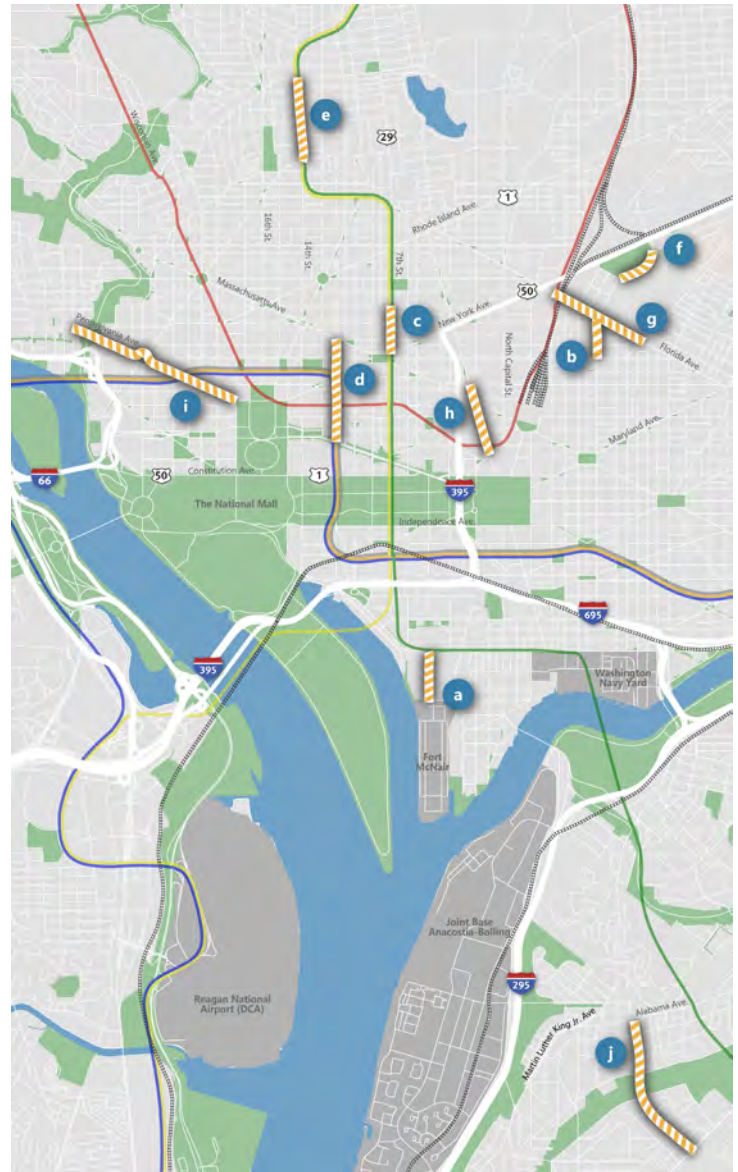 e
29
Wisconsin Ave.
1
Rhode Island Ave.
16th St.
14th St.
7th St.
f
50
Massachusetts Ave.
New York Ave.
c
g
Pennsylvania Ave.
North Capital St.
b
Florida Ave.
d
i
h
Maryland Ave.
66
50
Constitution Ave.
1
395
The National Mall
Independence Ave.
695
395
Washington
Navy Yard
a
Fort
McNair
Joint Base
Anacostia-Bolling
295
Reagan National
Airport (DCA)
Alabama Ave.
Martin Luther King Jr. Ave
j